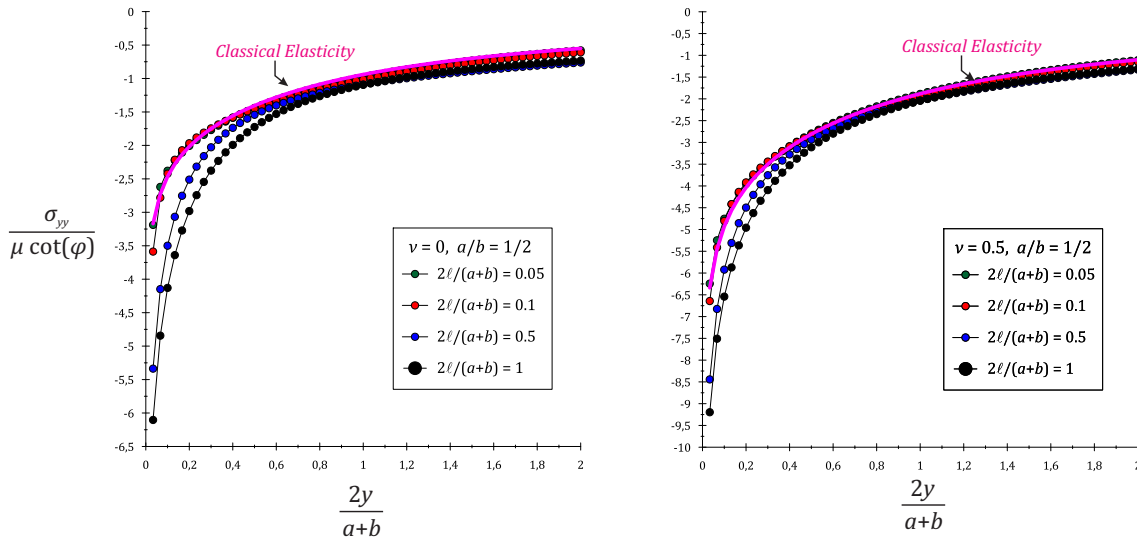 0
-0,5
-1
-1,5
-2
-2,5
-3
-3,5
-4
-4,5
-5
-5,5
-6
-6,5
Classical Elasticity
σyy
μ cot(φ)
ν = 0, a/b = 1/2
2ℓ/(a+b) = 0.05
2ℓ/(a+b) = 0.1
2ℓ/(a+b) = 0.5
2ℓ/(a+b) = 1
0 0,2 0,4 0,6 0,8 1 1,2 1,4 1,6 1,8 2
2y
a+b
0
-0,5
-1
-1,5
-2
-2,5
-3
-3,5
-4
-4,5
-5
-5,5
-6
-6,5
-7
-7,5
-8
-8,5
-9
-9,5
-10
Classical Elasticity
ν = 0.5, a/b = 1/2
2ℓ/(a+b) = 0.05
2ℓ/(a+b) = 0.1
2ℓ/(a+b) = 0.5
2ℓ/(a+b) = 1
0 0,2 0,4 0,6 0,8 1 1,2 1,4 1,6 1,8 2
2y
a+b